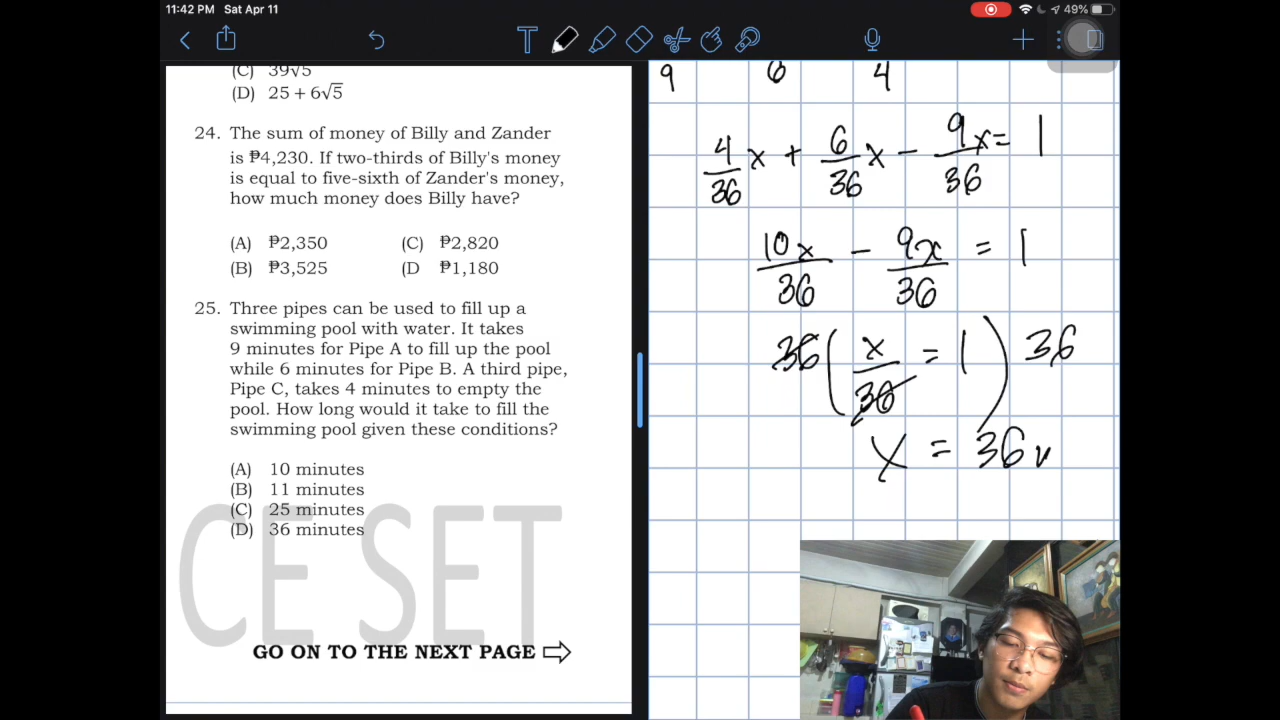 11:42 PM Sat Apr 11
49%
(C) 39√5
(D) 25 + 6√5
24. The sum of money of Billy and Zander
is ₱4,230. If two-thirds of Billy's money
is equal to five-sixth of Zander's money,
how much money does Billy have?
(A) ₱2,350 (C) ₱2,820
(B) ₱3,525 (D ₱1,180
25. Three pipes can be used to fill up a
swimming pool with water. It takes
9 minutes for Pipe A to fill up the pool
while 6 minutes for Pipe B. A third pipe,
Pipe C, takes 4 minutes to empty the
pool. How long would it take to fill the
swimming pool given these conditions?
(A) 10 minutes
(B) 11 minutes
(C) 25 minutes
(D) 36 minutes
CE SET
GO ON TO THE NEXT PAGE
9 6 4
4/36 x + 6/36 x - 9x/36 = 1
10x/36 - 9x/36 = 1
36 ( x/36 = 1 ) 36
x = 36